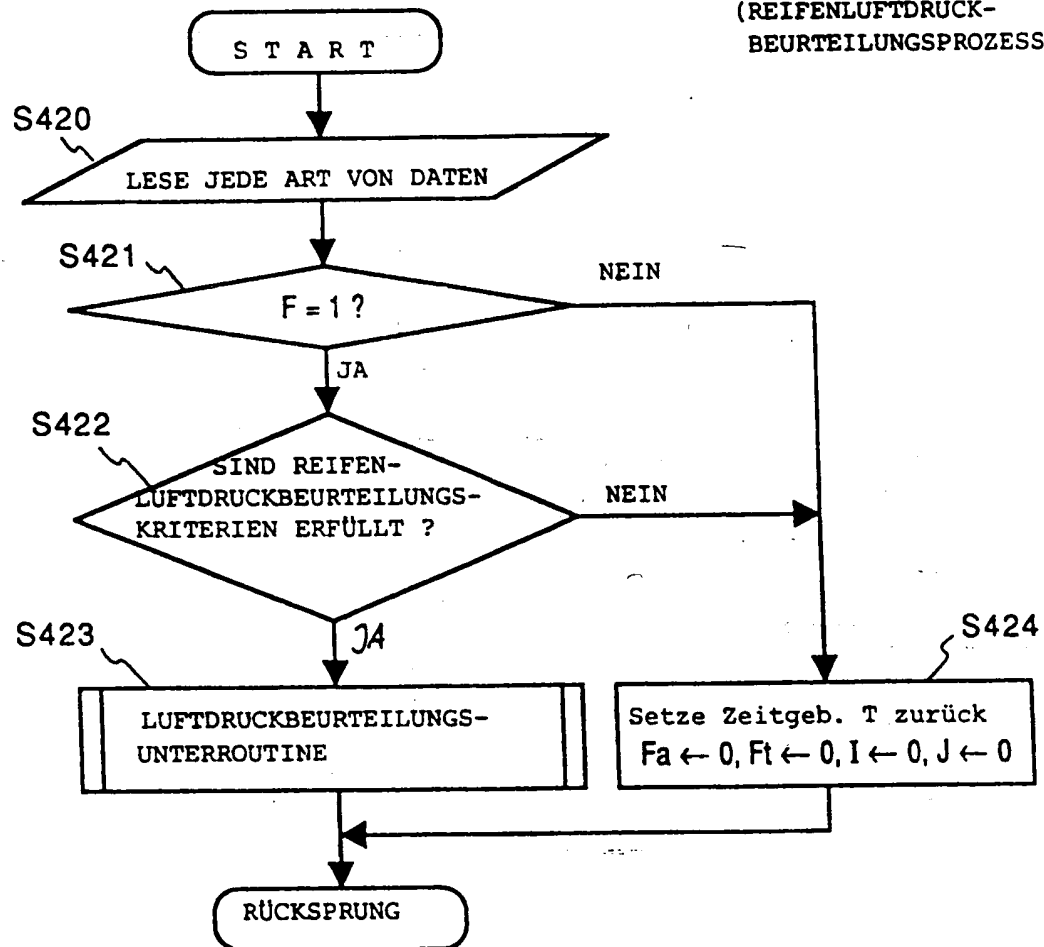 (REIFENLUFTDRUCK-
BEURTEILUNGSPROZESS
START
S420
LESE JEDE ART VON DATEN
S421
F = 1 ?
NEIN
JA
S422
SIND REIFEN-
LUFTDRUCKBEURTEILUNGS-
KRITERIEN ERFÜLLT ?
NEIN
JA
S423
LUFTDRUCKBEURTEILUNGS-
UNTERROUTINE
S424
Setze Zeitgeb. T zurück
Fa ← 0, Ft ← 0, I ← 0, J ← 0
RÜCKSPRUNG